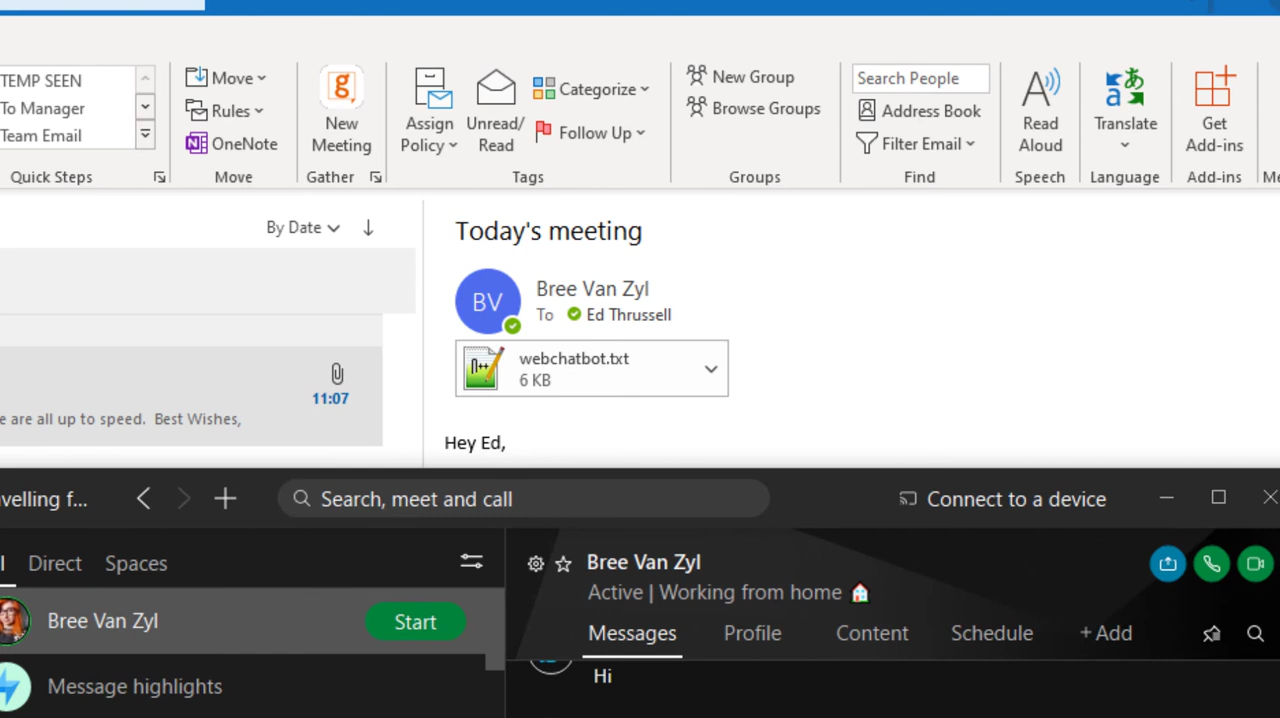 TEMP SEEN
To Manager
Team Email
Quick Steps
Move
Rules
OneNote
Move
g
New
Meeting
Gather
Assign
Policy
Unread/
Read
Categorize
Follow Up
Tags
New Group
Browse Groups
Groups
Search People
Address Book
Filter Email
Find
Read
Aloud
Speech
Translate
Language
Get
Add-ins
Add-ins
By Date
11:07
e are all up to speed. Best Wishes,
Today's meeting
BV
Bree Van Zyl
To Ed Thrussell
webchatbot.txt
6 KB
Hey Ed,
avelling f...
Search, meet and call
Connect to a device
Direct
Spaces
Bree Van Zyl
Start
Message highlights
Bree Van Zyl
Active | Working from home
Messages
Profile
Content
Schedule
+ Add
Hi